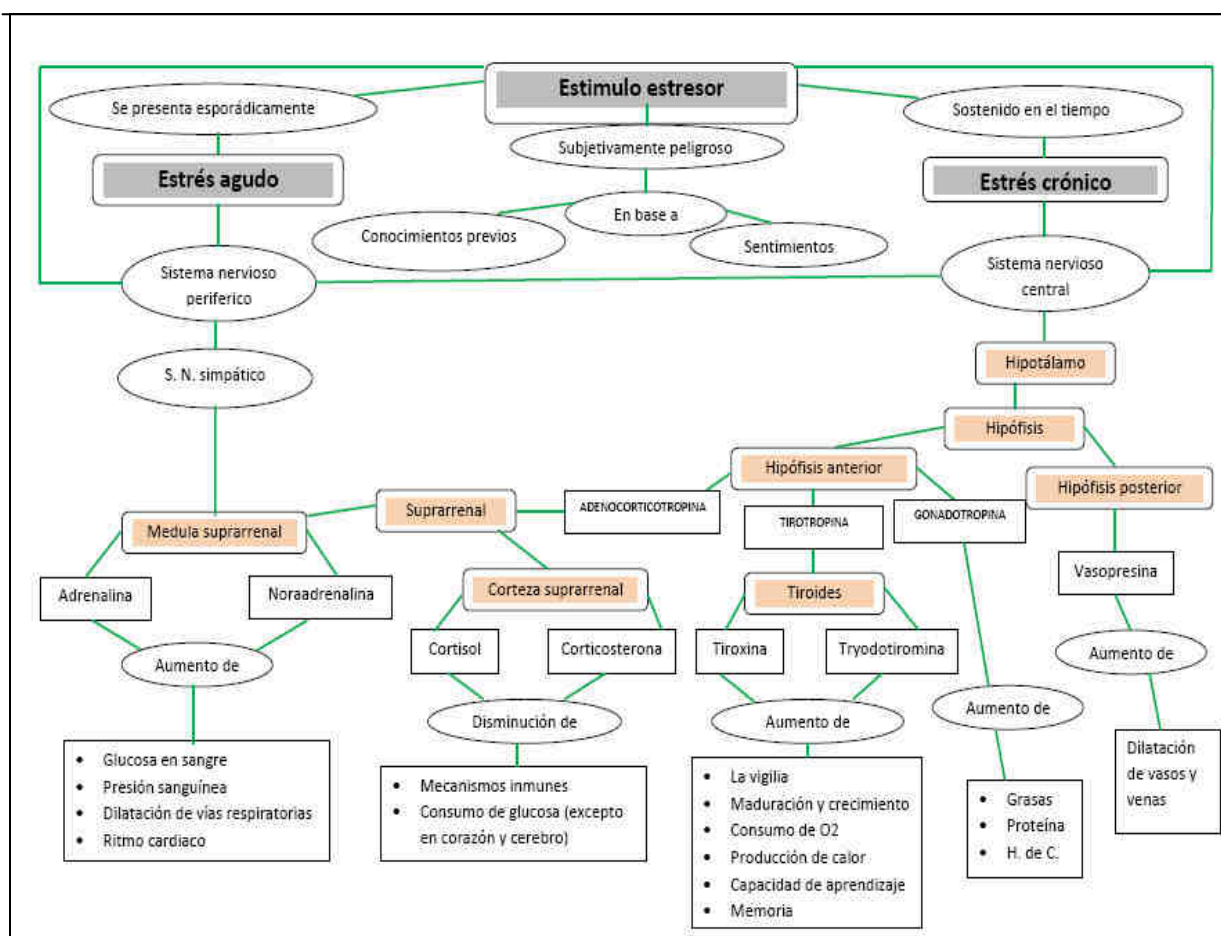 Estimulo estresor
Se presenta esporádicamente
Sostenido en el tiempo
Subjetivamente peligroso
Estrés agudo
Estrés crónico
En base a
Conocimientos previos
Sentimientos
Sistema nervioso
periferico
Sistema nervioso
central
S. N. simpático
Hipotálamo
Hipófisis
Hipófisis anterior
Hipófisis posterior
Suprarrenal
ADENOCORTICOTROPINA
TIROTROPINA
GONADOTROPINA
Medula suprarrenal
Vasopresina
Adrenalina
Noraadrenalina
Corteza suprarrenal
Tiroides
Cortisol
Corticosterona
Tiroxina
Tryodotiromina
Aumento de
Aumento de
Disminución de
Aumento de
Aumento de
• Glucosa en sangre
• Presión sanguínea
• Dilatación de vías respiratorias
• Ritmo cardiaco
• Mecanismos inmunes
• Consumo de glucosa (excepto
en corazón y cerebro)
• La vigilia
• Maduración y crecimiento
• Consumo de O2
• Producción de calor
• Capacidad de aprendizaje
• Memoria
• Grasas
• Proteína
• H. de C.
Dilatación
de vasos y
venas